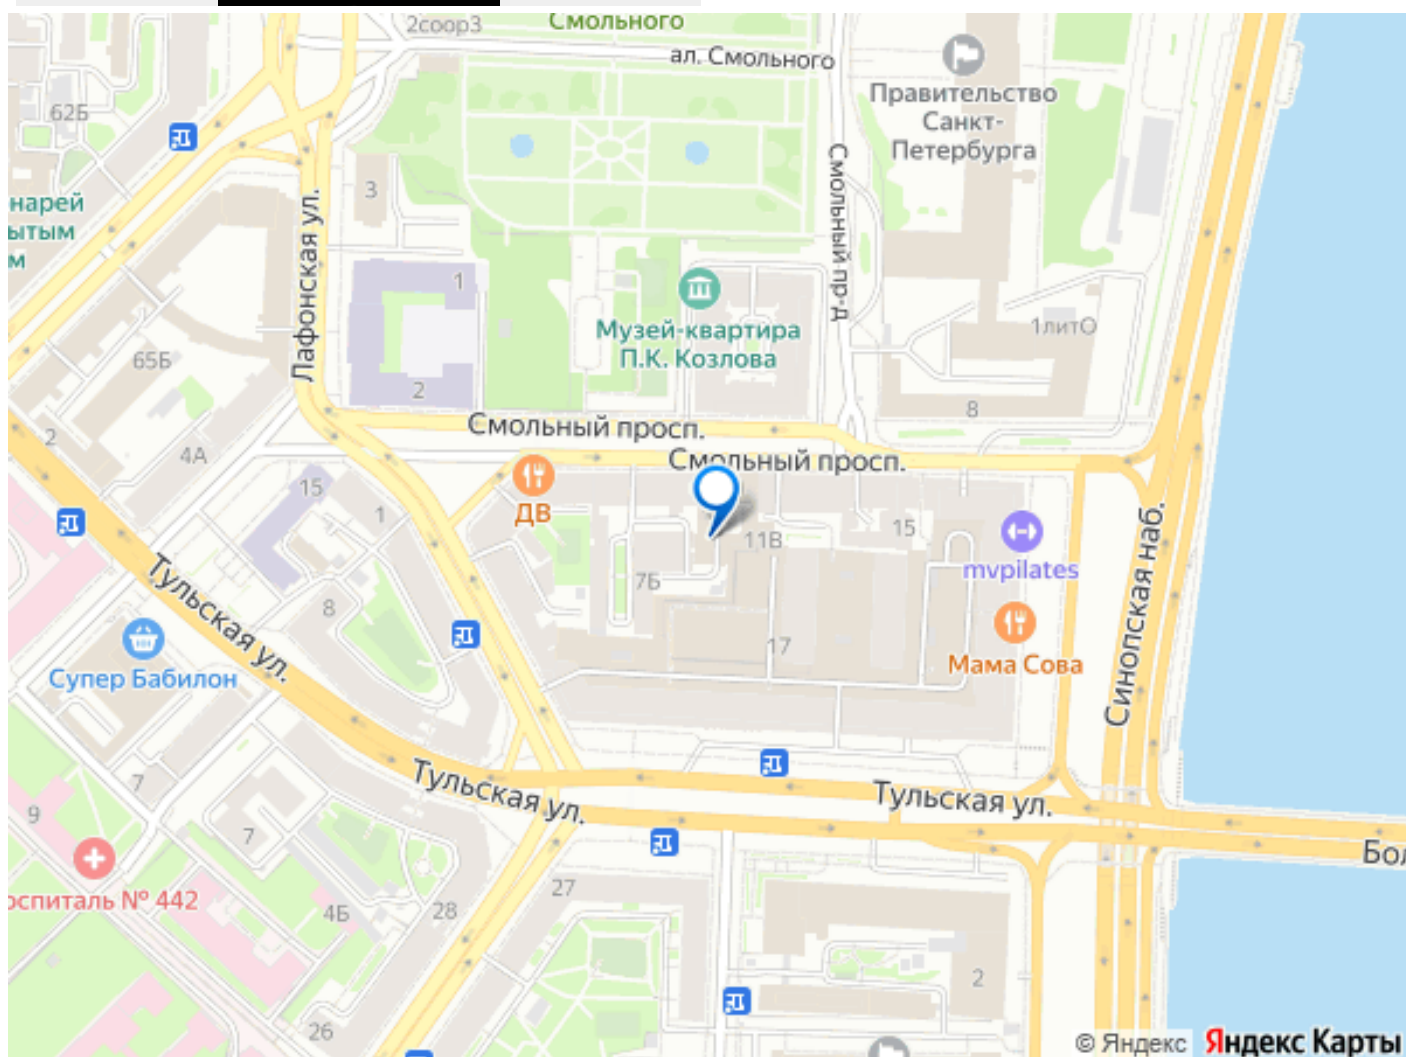 2соор3
Смольного
ал. Смольного
Правительство
Санкт-
Петербурга
62Б
3
Смольный пр-д
нарей
ытым
м
Лафонская ул.
1
Музей-квартира
П.К. Козлова
1литО
65Б
2
8
Смольный просп.
2
4А
Смольный просп.
15
ДВ
1
11В
15
mvpilates
Синопская наб.
7Б
Тульская ул.
8
17
Мама Сова
Супер Бабилон
7
Тульская ул.
Тульская ул.
9
7
Бол
27
оспиталь № 442
4Б
28
2
26
© Яндекс Яндекс Карты